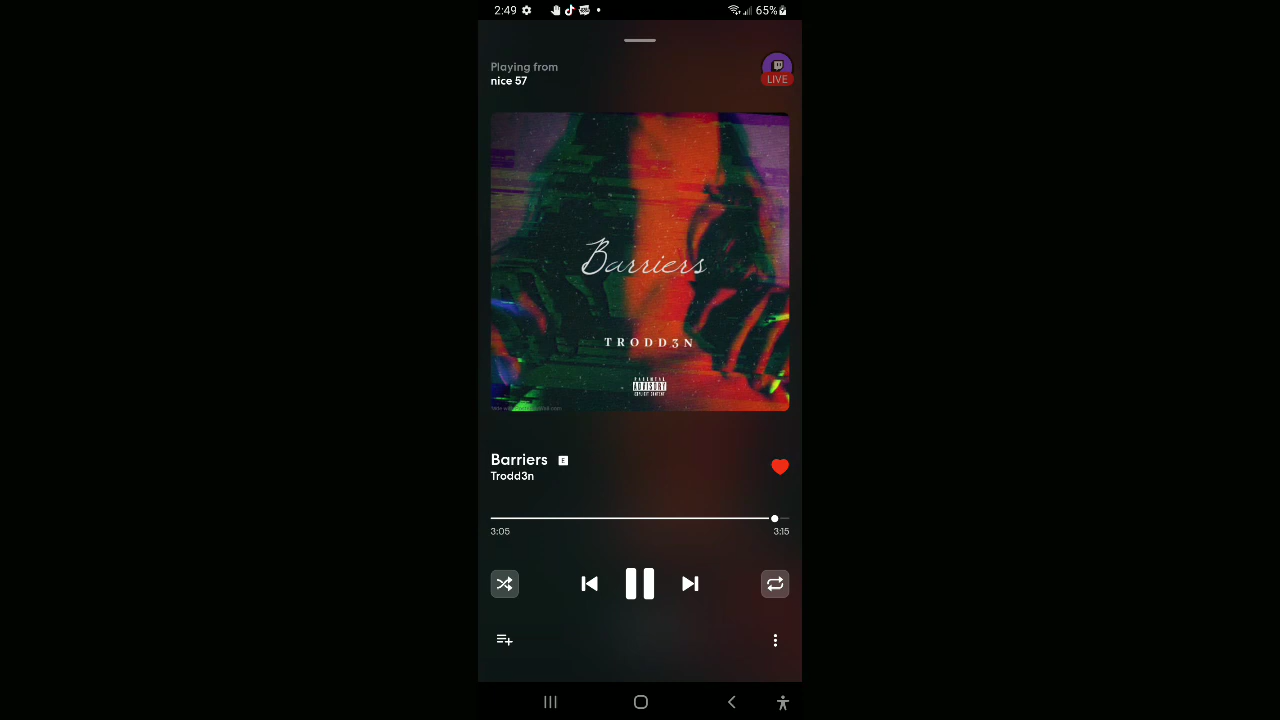 2:49
65%
Playing from
nice 57
LIVE
Barriers
TRODD3N
PARENTAL
ADVISORY
EXPLICIT CONTENT
Barriers E
Trodd3n
3:05
3:15